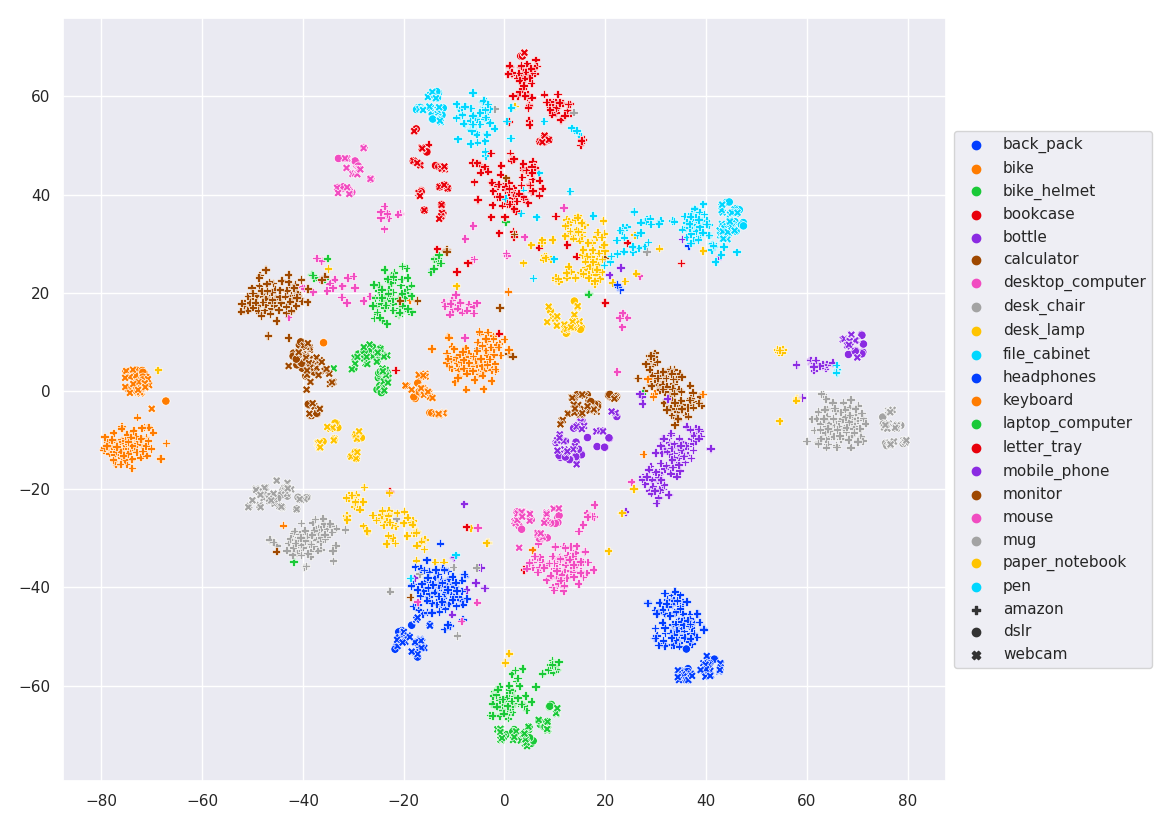 60
40
20
0
−20
−40
−60
−80 −60 −40 −20 0 20 40 60 80
back_pack
bike
bike_helmet
bookcase
bottle
calculator
desktop_computer
desk_chair
desk_lamp
file_cabinet
headphones
keyboard
laptop_computer
letter_tray
mobile_phone
monitor
mouse
mug
paper_notebook
pen
amazon
dslr
webcam